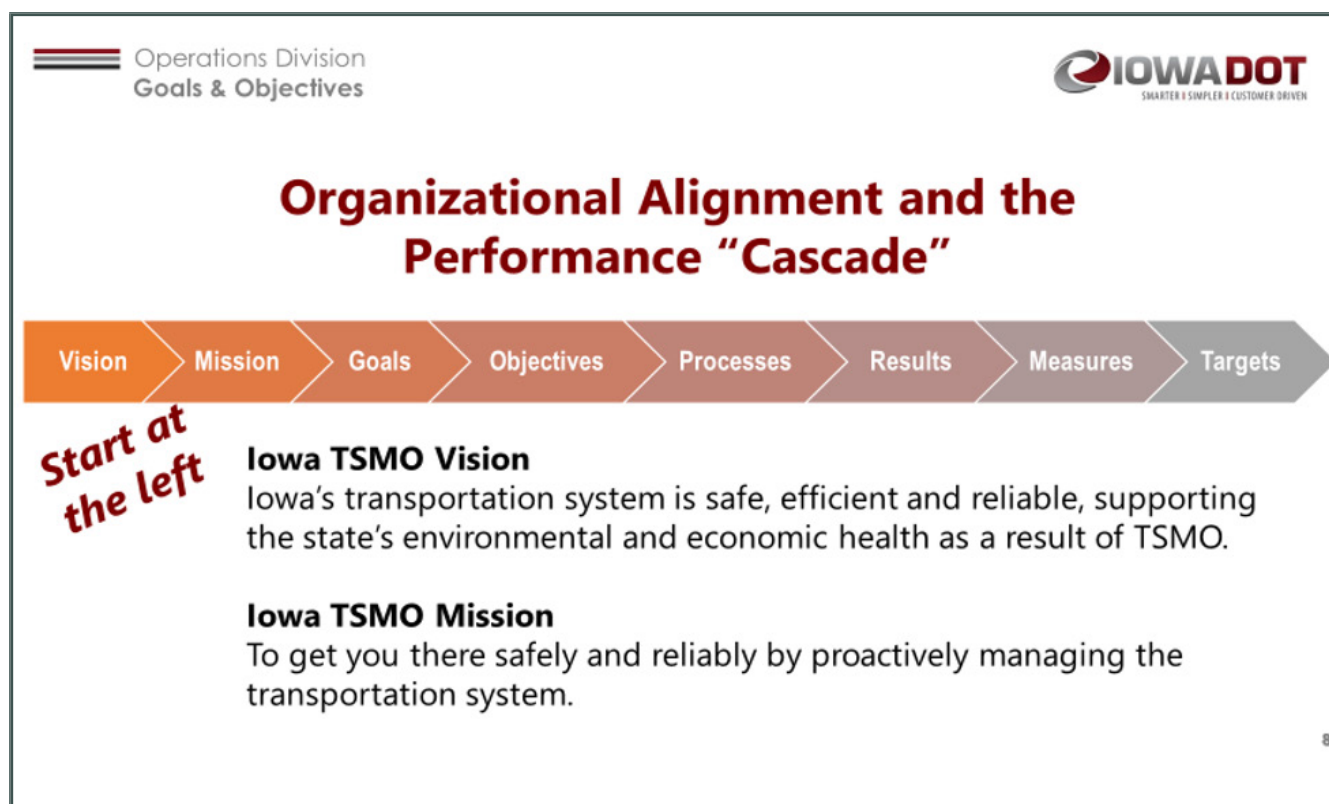 Operations Division
Goals & Objectives
IOWADOT
SMARTER I SIMPLER I CUSTOMER DRIVEN
Organizational Alignment and the
Performance “Cascade”
Vision Mission Goals Objectives Processes Results Measures Targets
Start at
the left
Iowa TSMO Vision
Iowa’s transportation system is safe, efficient and reliable, supporting
the state’s environmental and economic health as a result of TSMO.
Iowa TSMO Mission
To get you there safely and reliably by proactively managing the
transportation system.
8